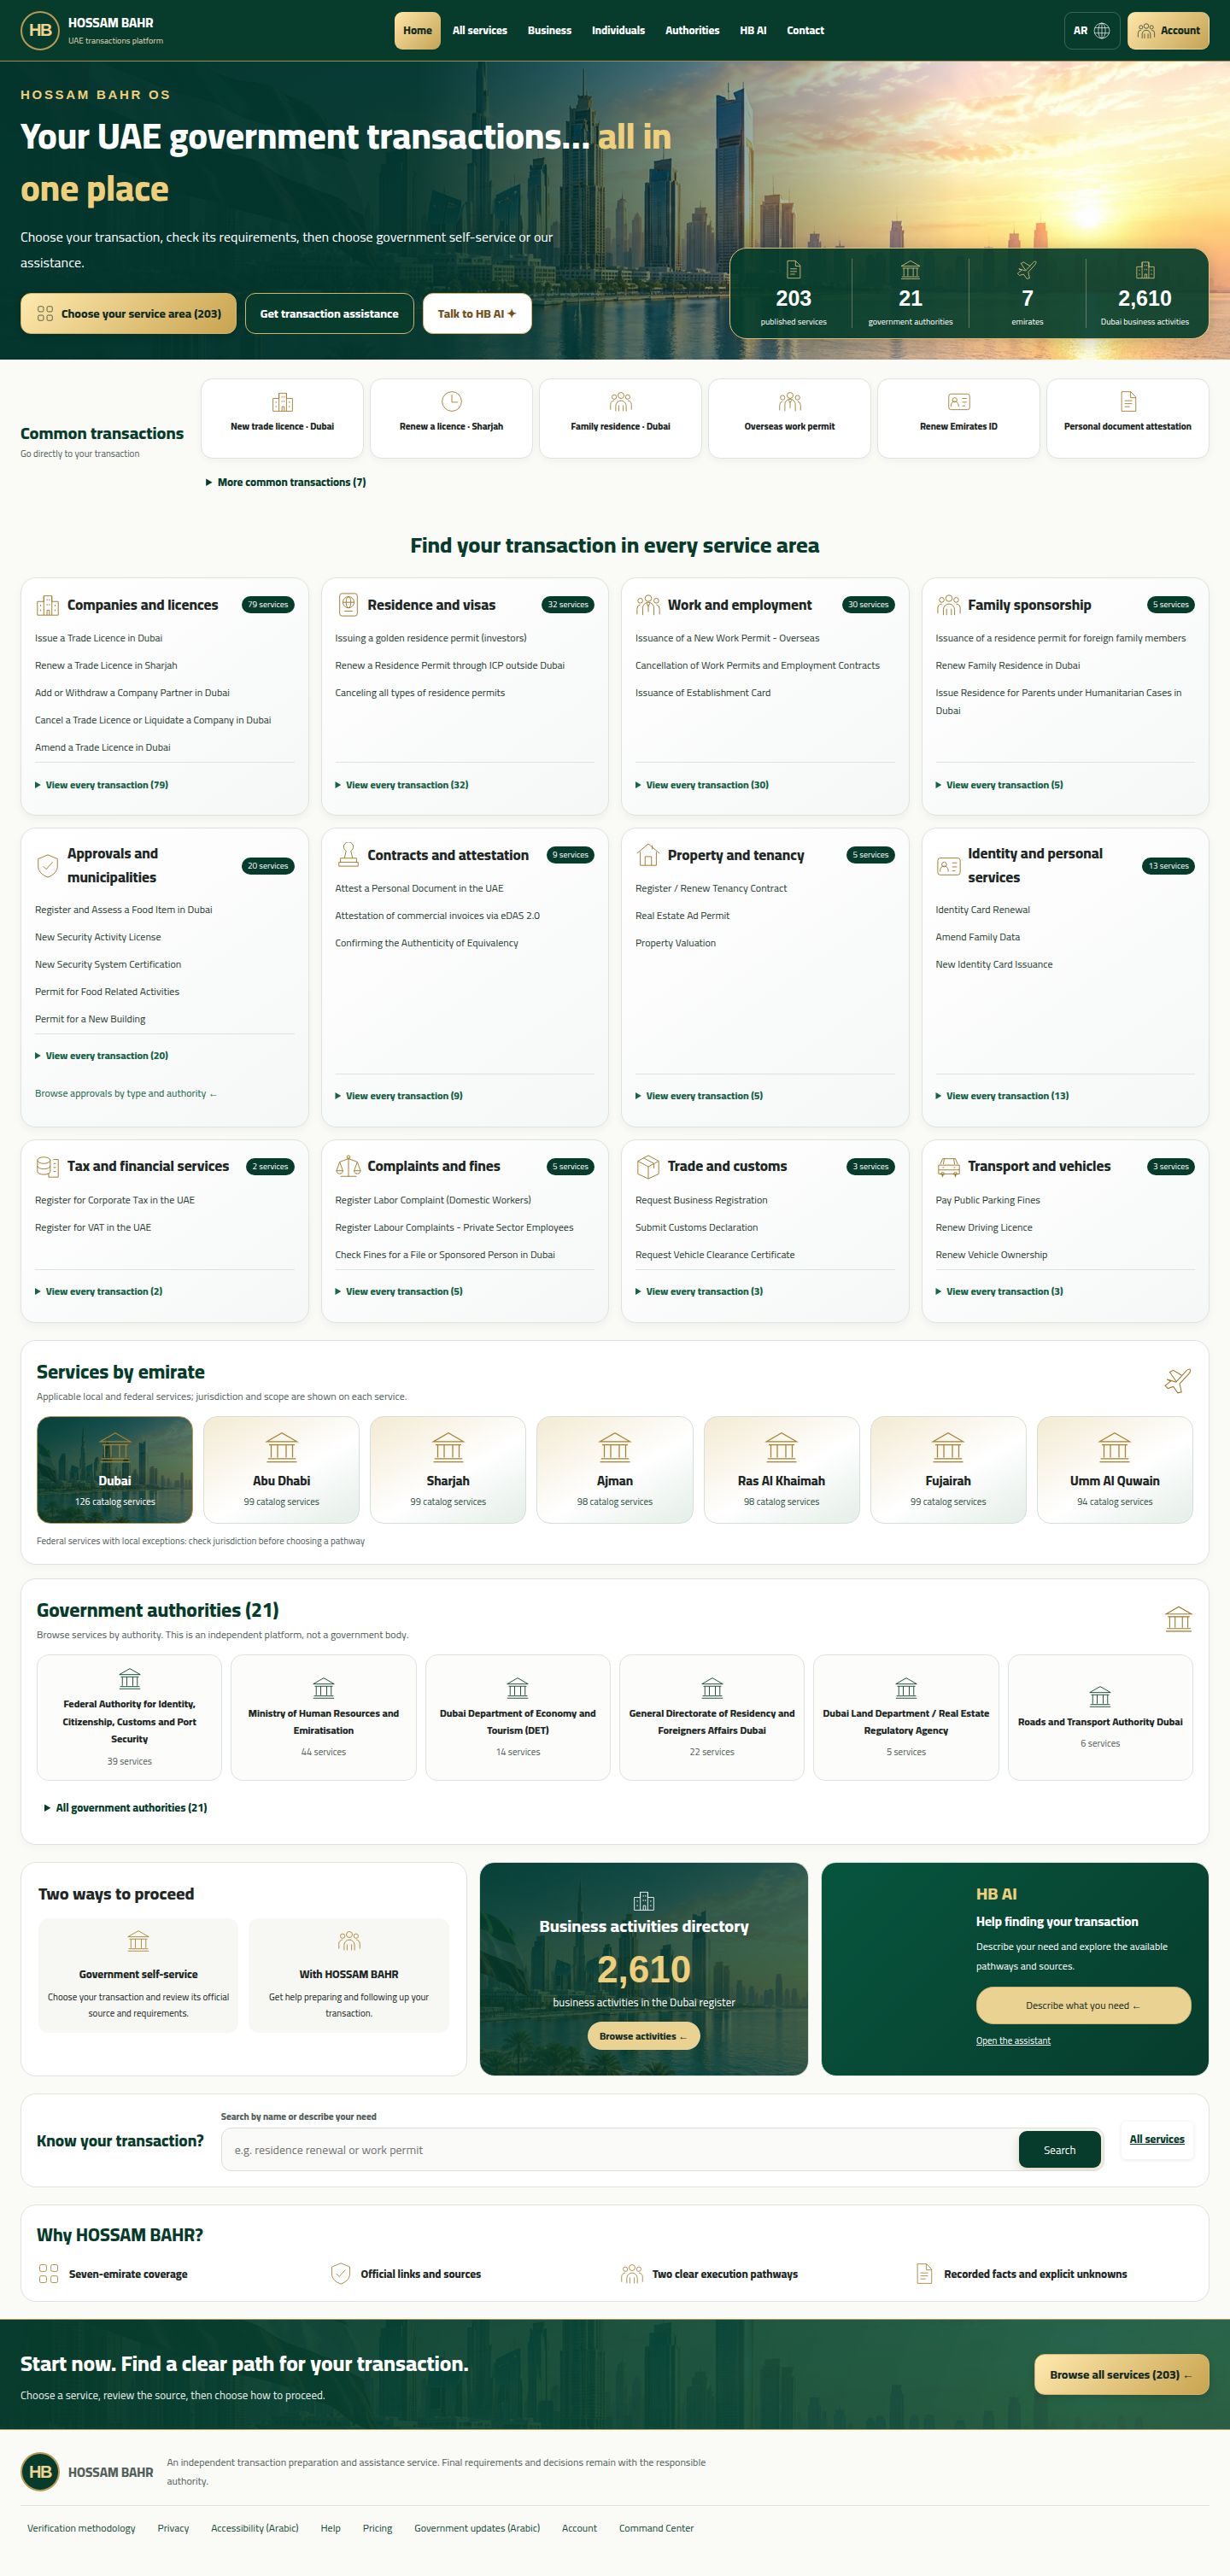 HB
HOSSAM BAHR
UAE transactions platform
Home
All services
Business
Individuals
Authorities
HB AI
Contact
AR
Account
HOSSAM BAHR OS
Your UAE government transactions... all in
one place
Choose your transaction, check its requirements, then choose government self-service or our
assistance.
Choose your service area (203)
Get transaction assistance
Talk to HB AI ✦
203
published services
21
government authorities
7
emirates
2,610
Dubai business activities
Common transactions
Go directly to your transaction
New trade licence · Dubai
Renew a licence · Sharjah
Family residence · Dubai
Overseas work permit
Renew Emirates ID
Personal document attestation
▶ More common transactions (7)
Find your transaction in every service area
Companies and licences
79 services
Issue a Trade Licence in Dubai
Renew a Trade Licence in Sharjah
Add or Withdraw a Company Partner in Dubai
Cancel a Trade Licence or Liquidate a Company in Dubai
Amend a Trade Licence in Dubai
▶ View every transaction (79)
Residence and visas
32 services
Issuing a golden residence permit (investors)
Renew a Residence Permit through ICP outside Dubai
Canceling all types of residence permits
▶ View every transaction (32)
Work and employment
30 services
Issuance of a New Work Permit - Overseas
Cancellation of Work Permits and Employment Contracts
Issuance of Establishment Card
▶ View every transaction (30)
Family sponsorship
5 services
Issuance of a residence permit for foreign family members
Renew Family Residence in Dubai
Issue Residence for Parents under Humanitarian Cases in
Dubai
▶ View every transaction (5)
Approvals and
municipalities
20 services
Register and Assess a Food Item in Dubai
New Security Activity License
New Security System Certification
Permit for Food Related Activities
Permit for a New Building
▶ View every transaction (20)
Browse approvals by type and authority ←
Contracts and attestation
9 services
Attest a Personal Document in the UAE
Attestation of commercial invoices via eDAS 2.0
Confirming the Authenticity of Equivalency
▶ View every transaction (9)
Property and tenancy
5 services
Register / Renew Tenancy Contract
Real Estate Ad Permit
Property Valuation
▶ View every transaction (5)
Identity and personal
services
13 services
Identity Card Renewal
Amend Family Data
New Identity Card Issuance
▶ View every transaction (13)
Tax and financial services
2 services
Register for Corporate Tax in the UAE
Register for VAT in the UAE
▶ View every transaction (2)
Complaints and fines
5 services
Register Labor Complaint (Domestic Workers)
Register Labour Complaints - Private Sector Employees
Check Fines for a File or Sponsored Person in Dubai
▶ View every transaction (5)
Trade and customs
3 services
Request Business Registration
Submit Customs Declaration
Request Vehicle Clearance Certificate
▶ View every transaction (3)
Transport and vehicles
3 services
Pay Public Parking Fines
Renew Driving Licence
Renew Vehicle Ownership
▶ View every transaction (3)
Services by emirate
Applicable local and federal services; jurisdiction and scope are shown on each service.
Dubai
126 catalog services
Abu Dhabi
99 catalog services
Sharjah
99 catalog services
Ajman
98 catalog services
Ras Al Khaimah
98 catalog services
Fujairah
99 catalog services
Umm Al Quwain
94 catalog services
Federal services with local exceptions: check jurisdiction before choosing a pathway
Government authorities (21)
Browse services by authority. This is an independent platform, not a government body.
Federal Authority for Identity,
Citizenship, Customs and Port
Security
39 services
Ministry of Human Resources and
Emiratisation
44 services
Dubai Department of Economy and
Tourism (DET)
14 services
General Directorate of Residency and
Foreigners Affairs Dubai
22 services
Dubai Land Department / Real Estate
Regulatory Agency
5 services
Roads and Transport Authority Dubai
6 services
▶ All government authorities (21)
Two ways to proceed
Government self-service
Choose your transaction and review its official
source and requirements.
With HOSSAM BAHR
Get help preparing and following up your
transaction.
Business activities directory
2,610
business activities in the Dubai register
Browse activities ←
HB AI
Help finding your transaction
Describe your need and explore the available
pathways and sources.
Describe what you need ←
Open the assistant
Know your transaction?
Search by name or describe your need
e.g. residence renewal or work permit
Search
All services
Why HOSSAM BAHR?
Seven-emirate coverage
Official links and sources
Two clear execution pathways
Recorded facts and explicit unknowns
Start now. Find a clear path for your transaction.
Choose a service, review the source, then choose how to proceed.
Browse all services (203) ←
HB
HOSSAM BAHR
An independent transaction preparation and assistance service. Final requirements and decisions remain with the responsible
authority.
Verification methodology
Privacy
Accessibility (Arabic)
Help
Pricing
Government updates (Arabic)
Account
Command Center